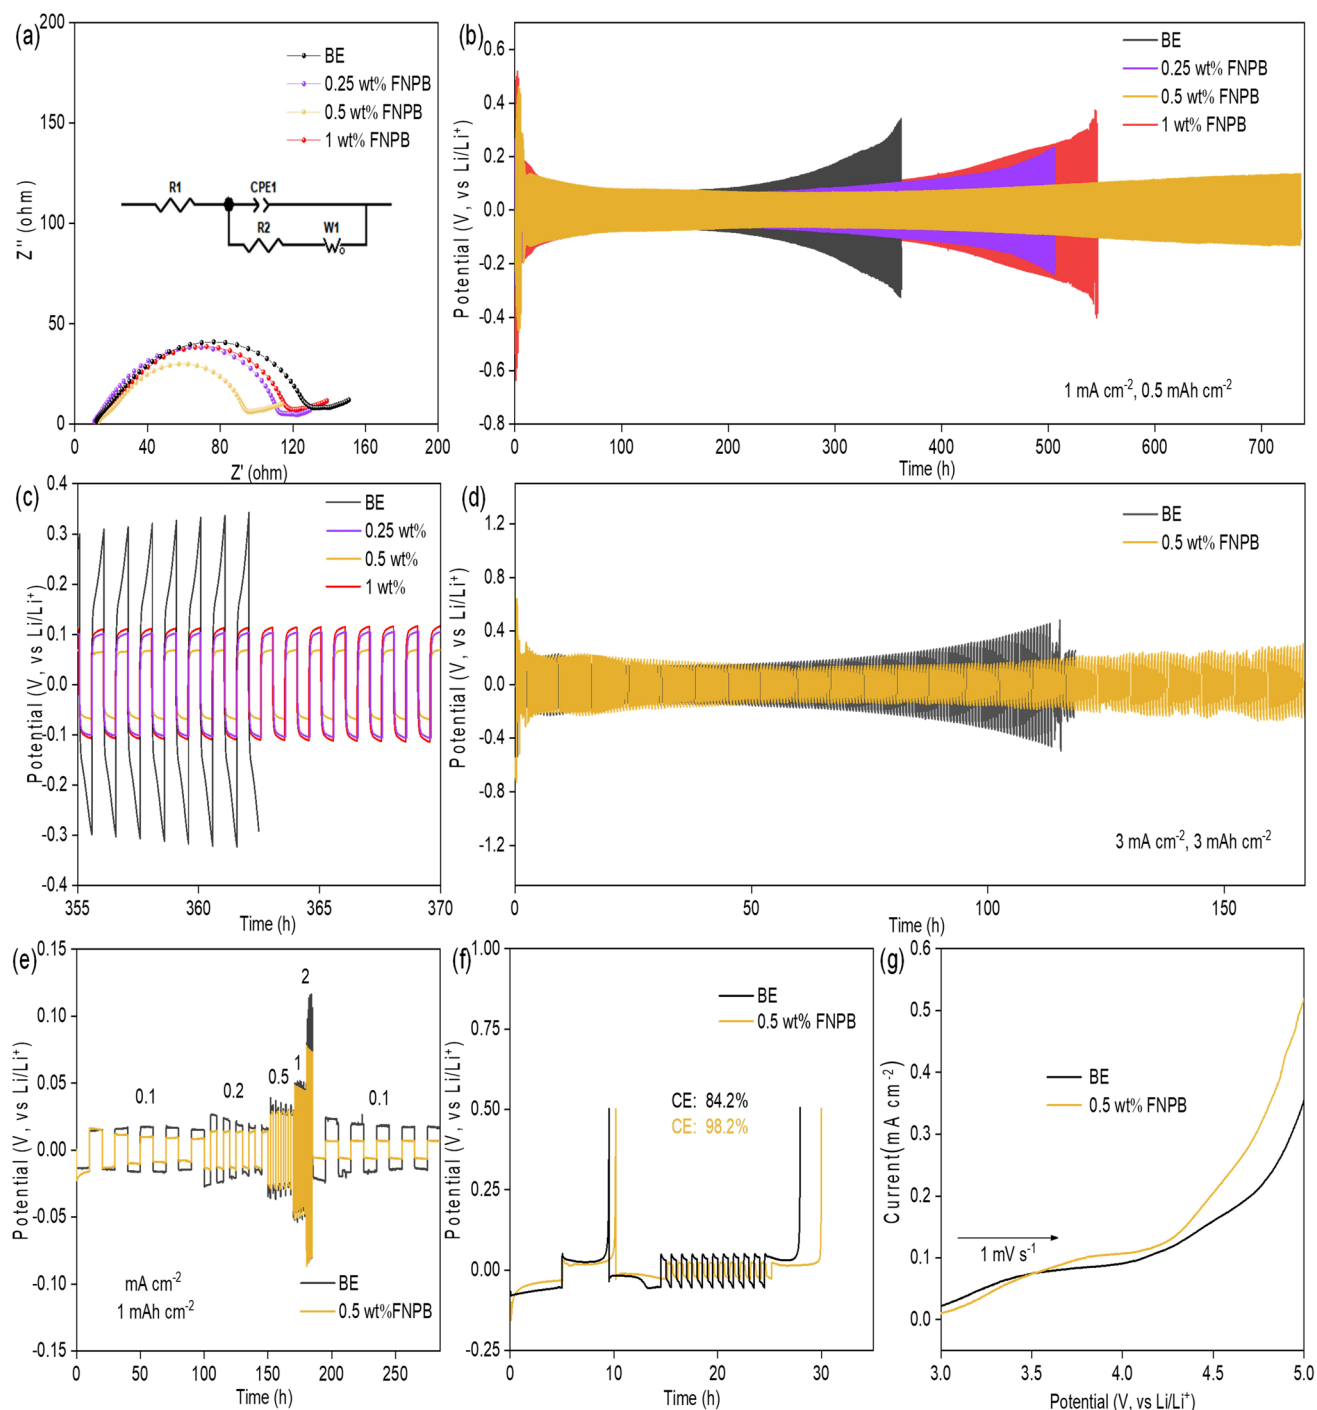 (a)
BE
0.25 wt% FNPB
0.5 wt% FNPB
1 wt% FNPB
R1
CPE1
R2
W1
200
150
100
50
0
Z'' (ohm)
0
40
80
120
160
200
Z' (ohm)
(b)
BE
0.25 wt% FNPB
0.5 wt% FNPB
1 wt% FNPB
0.6
0.4
0.2
0.0
-0.2
-0.4
-0.6
-0.8
Potential (V, vs Li/Li⁺)
1 mA cm⁻², 0.5 mAh cm⁻²
0
100
200
300
400
500
600
700
Time (h)
(c)
BE
0.25 wt%
0.5 wt%
1 wt%
0.4
0.3
0.2
0.1
0.0
-0.1
-0.2
-0.3
-0.4
Potential (V, vs Li/Li⁺)
355
360
365
370
Time (h)
(d)
BE
0.5 wt% FNPB
1.2
0.8
0.4
0.0
-0.4
-0.8
-1.2
Potential (V, vs Li/Li⁺)
3 mA cm⁻², 3 mAh cm⁻²
0
50
100
150
Time (h)
(e)
0.15
0.10
0.05
0.00
-0.05
-0.10
-0.15
Potential (V, vs Li/Li⁺)
0.1
0.2
0.5
1
2
0.1
mA cm⁻²
1 mAh cm⁻²
BE
0.5 wt%FNPB
0
50
100
150
200
250
Time (h)
(f)
BE
0.5 wt% FNPB
CE: 84.2%
CE: 98.2%
1.00
0.75
0.50
0.25
0.00
-0.25
Potential (V, vs Li/Li⁺)
0
10
20
30
Time (h)
(g)
BE
0.5 wt% FNPB
1 mV s⁻¹
0.6
0.5
0.4
0.3
0.2
0.1
0.0
Current(mA cm⁻²)
3.0
3.5
4.0
4.5
5.0
Potential (V, vs Li/Li⁺)